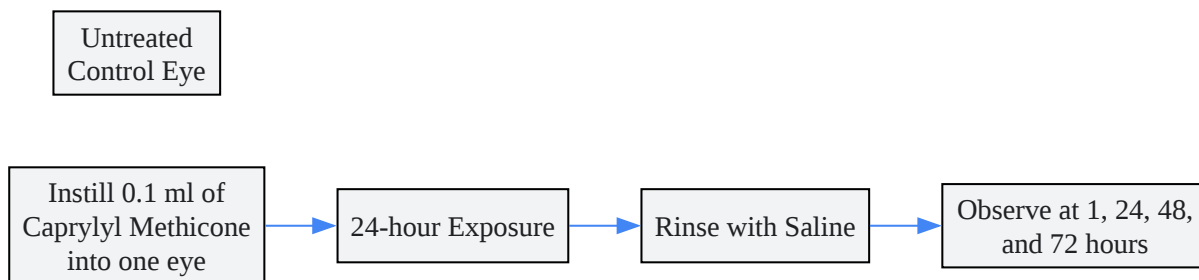 Untreated
Control Eye
Instill 0.1 ml of
Caprylyl Methicone
into one eye
24-hour Exposure
Rinse with Saline
Observe at 1, 24, 48,
and 72 hours